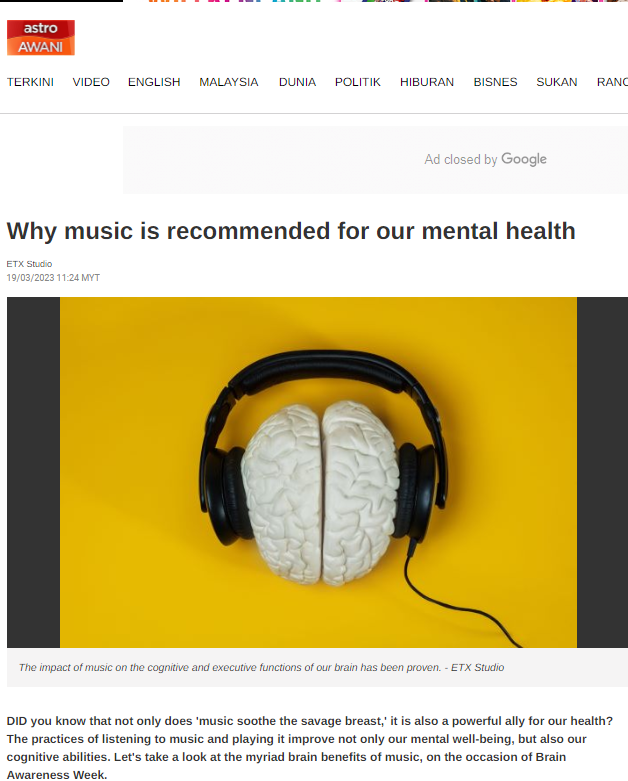 astro
AWANI
TERKINI VIDEO ENGLISH MALAYSIA DUNIA POLITIK HIBURAN BISNES SUKAN
Ad closed by Google
Why music is recommended for our mental health
ETX Studio
19/03/2023 11:24 MYT
The impact of music on the cognitive and executive functions of our brain has been proven. - ETX Studio
DID you know that not only does 'music soothe the savage breast,' it is also a powerful ally for our health?
The practices of listening to music and playing it improve not only our mental well-being, but also our
cognitive abilities. Let's take a look at the myriad brain benefits of music, on the occasion of Brain
Awareness Week.